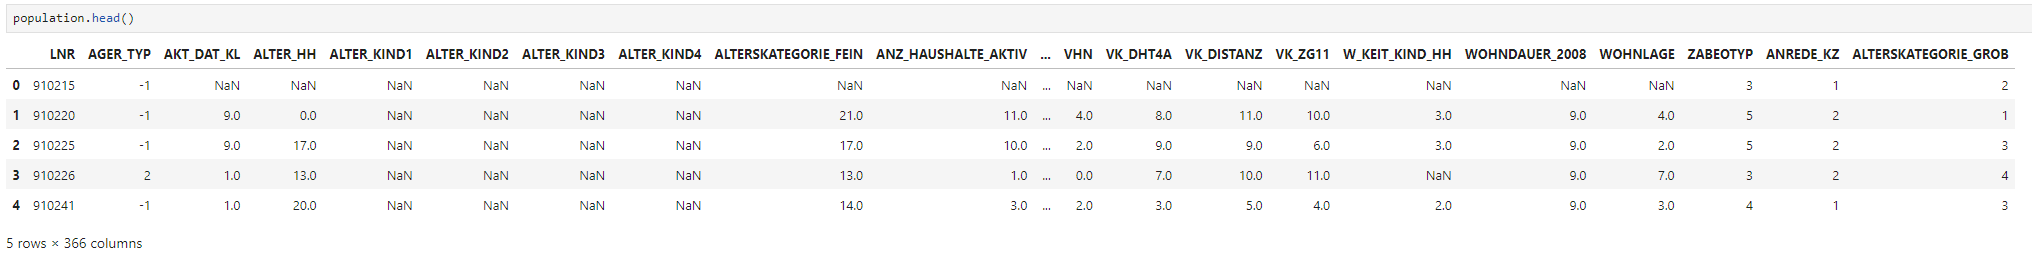 population.head()
LNR AGER_TYP AKT_DAT_KL ALTER_HH ALTER_KIND1 ALTER_KIND2 ALTER_KIND3 ALTER_KIND4 ALTERSKATEGORIE_FEIN ANZ_HAUSHALTE_AKTIV ... VHN VK_DHT4A VK_DISTANZ VK_ZG11 W_KEIT_KIND_HH WOHNDAUER_2008 WOHNLAGE ZABEOTYP ANREDE_KZ ALTERSKATEGORIE_GROB
0 910215 -1 NaN NaN NaN NaN NaN NaN NaN NaN ... NaN NaN NaN NaN NaN NaN NaN 3 1 2
1 910220 -1 9.0 0.0 NaN NaN NaN NaN 21.0 11.0 ... 4.0 8.0 11.0 10.0 3.0 9.0 4.0 5 2 1
2 910225 -1 9.0 17.0 NaN NaN NaN NaN 17.0 10.0 ... 2.0 9.0 9.0 6.0 3.0 9.0 2.0 5 2 3
3 910226 2 1.0 13.0 NaN NaN NaN NaN 13.0 1.0 ... 0.0 7.0 10.0 11.0 NaN 9.0 7.0 3 2 4
4 910241 -1 1.0 20.0 NaN NaN NaN NaN 14.0 3.0 ... 2.0 3.0 5.0 4.0 2.0 9.0 3.0 4 1 3
5 rows × 366 columns